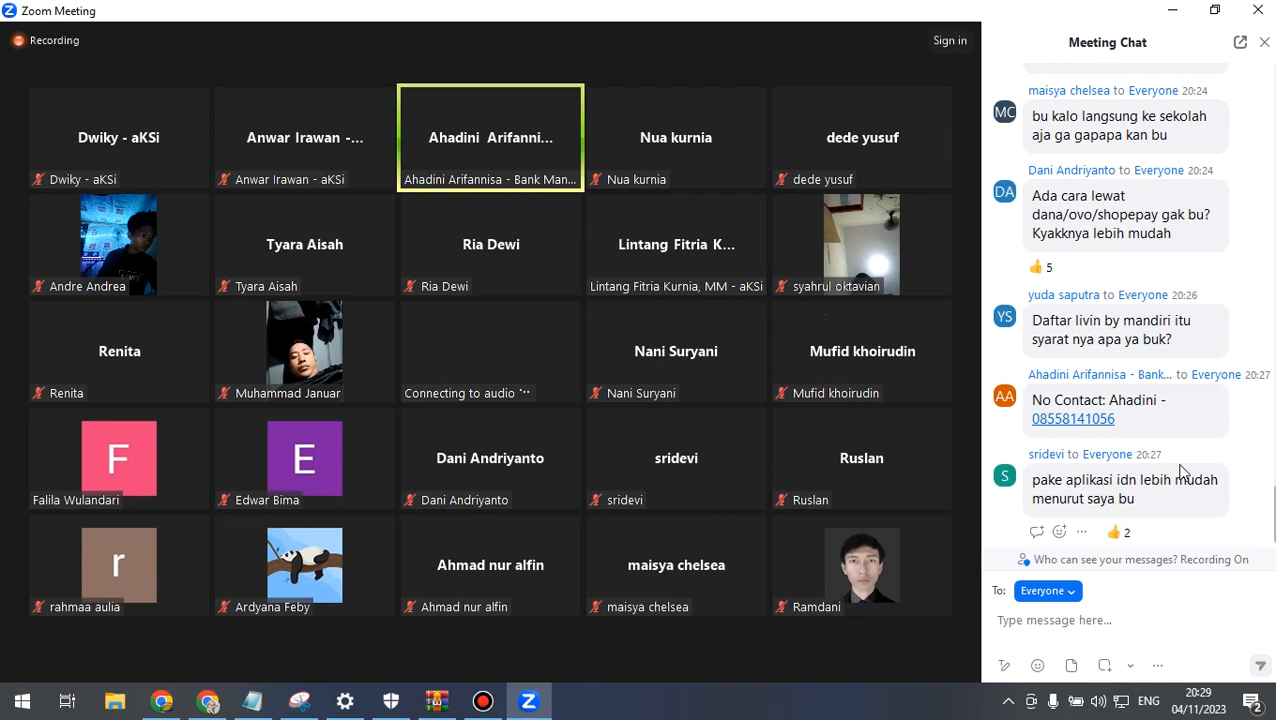 Zoom Meeting
Recording
Sign in
Dwiky - aKSi
Dwiky - aKSi
Anwar Irawan -...
Anwar Irawan - aKSi
Ahadini Arifanni...
Ahadini Arifannisa - Bank Man...
Nua kurnia
Nua kurnia
dede yusuf
dede yusuf
Andre Andrea
Tyara Aisah
Tyara Aisah
Ria Dewi
Ria Dewi
Lintang Fitria K...
Lintang Fitria Kurnia, MM - aKSi
syahrul oktavian
Renita
Renita
Muhammad Januar
Connecting to audio ...
Nani Suryani
Nani Suryani
Mufid khoirudin
Mufid khoirudin
F
Falila Wulandari
E
Edwar Bima
Dani Andriyanto
Dani Andriyanto
sridevi
sridevi
Ruslan
Ruslan
r
rahmaa aulia
Ardyana Feby
Ahmad nur alfin
Ahmad nur alfin
maisya chelsea
maisya chelsea
Ramdani
Meeting Chat
maisya chelsea to Everyone 20:24
MC
bu kalo langsung ke sekolah
aja ga gapapa kan bu
Dani Andriyanto to Everyone 20:24
DA
Ada cara lewat
dana/ovo/shopepay gak bu?
Kyakknya lebih mudah
5
yuda saputra to Everyone 20:26
YS
Daftar livin by mandiri itu
syarat nya apa ya buk?
Ahadini Arifannisa - Bank... to Everyone 20:27
AA
No Contact: Ahadini -
08558141056
sridevi to Everyone 20:27
S
pake aplikasi idn lebih mudah
menurut saya bu
2
Who can see your messages? Recording On
To: Everyone
Type message here...
ENG
20:29
04/11/2023
2